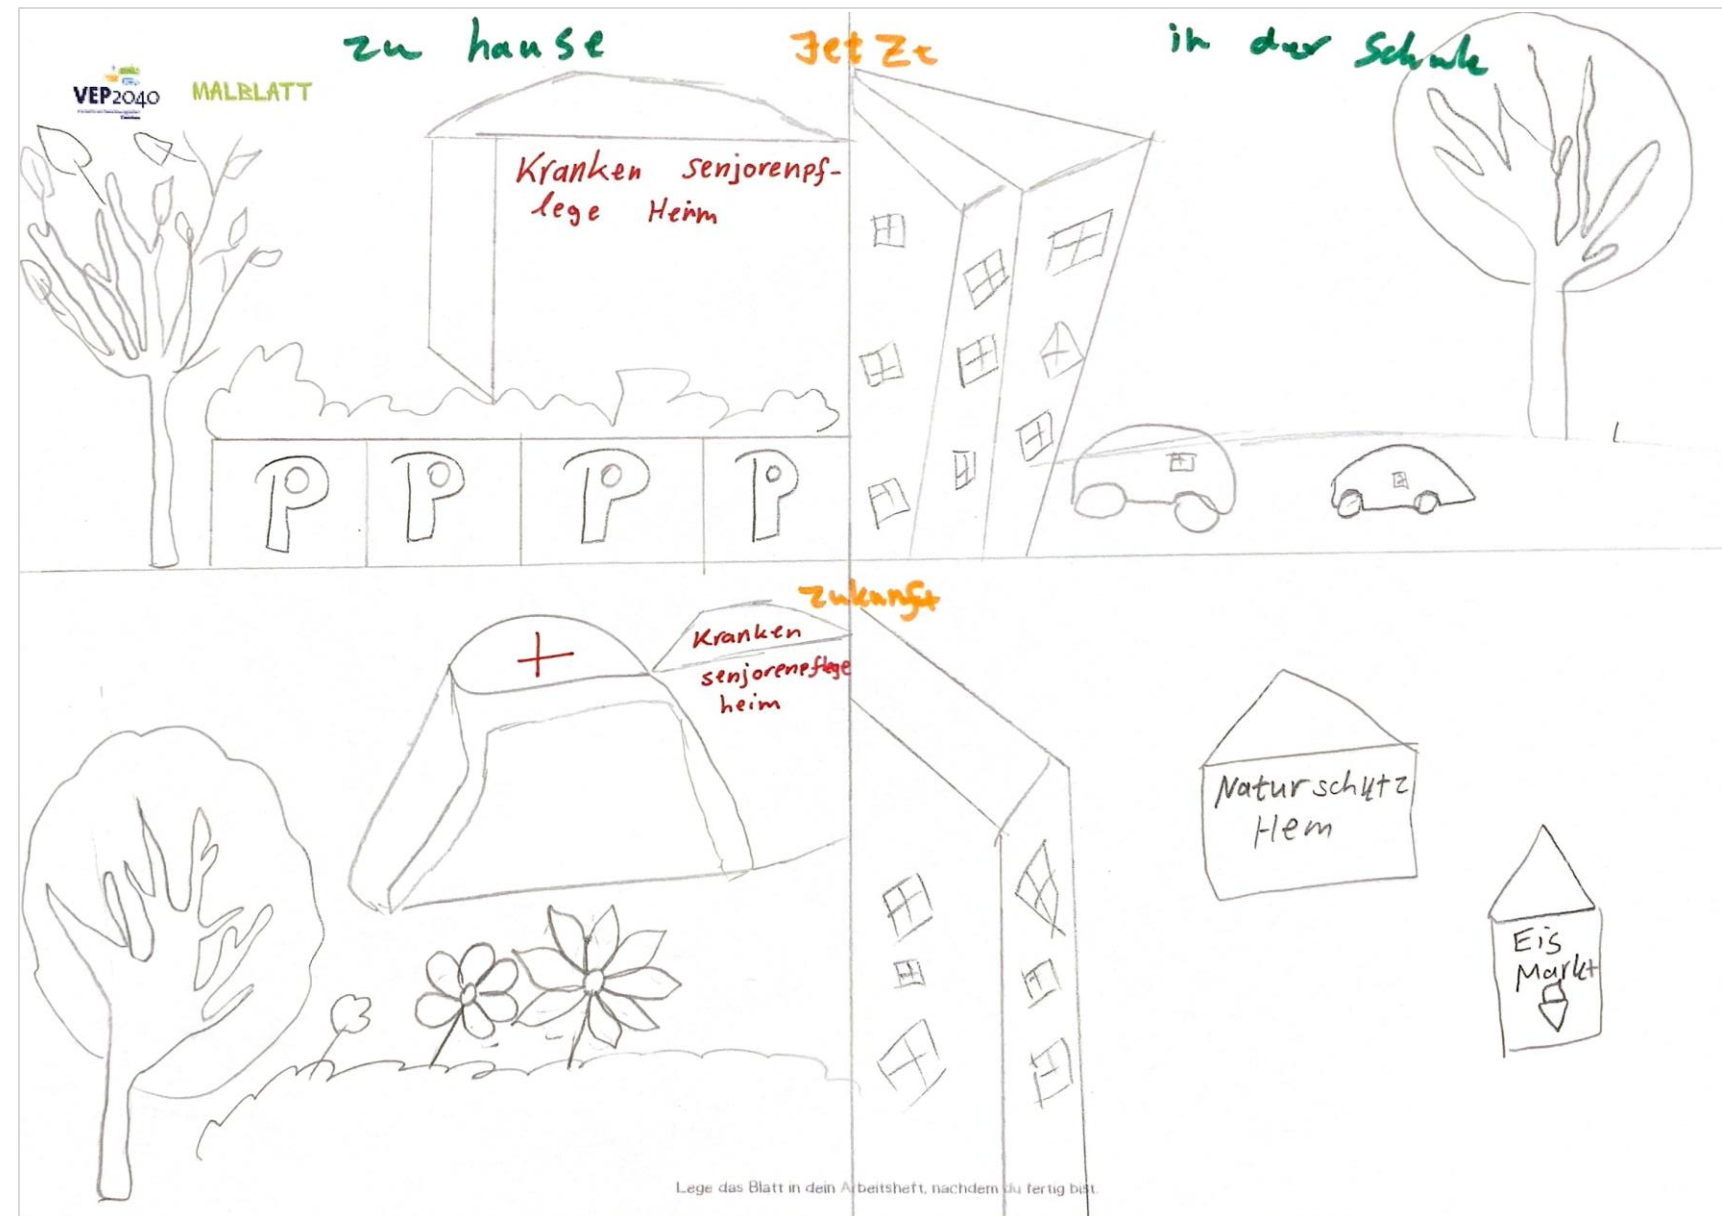 zu hause
Jetzt
in der Schule
VEP2040
MALBLATT
Kranken senjorenpf-
lege Heim
P P P P
Zukunft
Kranken
senjorenpflege
heim
Naturschutz
Hem
Eis
Markt
Lege das Blatt in dein Arbeitsheft, nachdem du fertig bist.